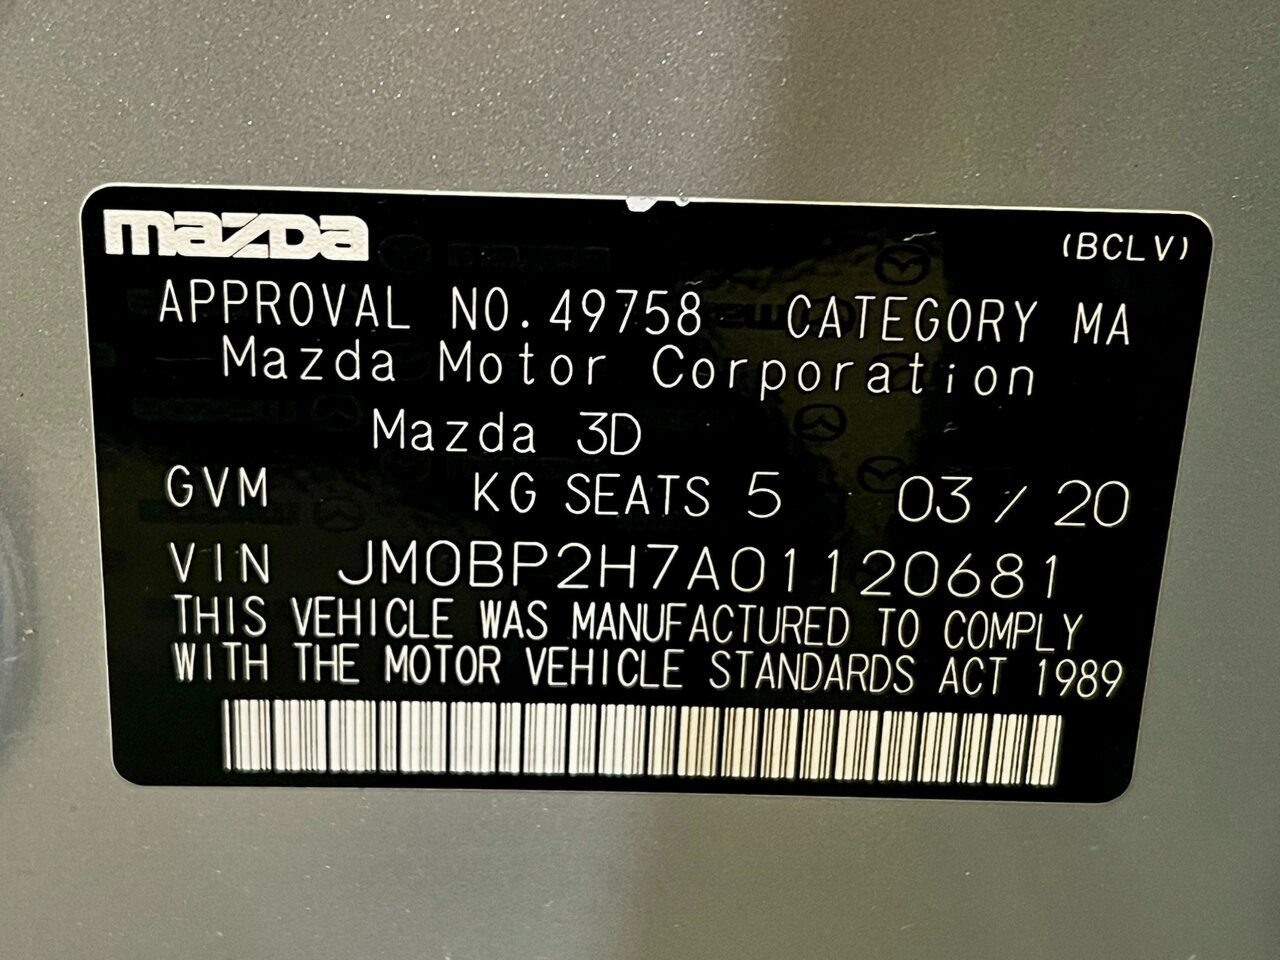 mazda (BCLV)
APPROVAL NO. 49758 CATEGORY MA
Mazda Motor Corporation
Mazda 3D
GVM KG SEATS 5 03/20
VIN JM0BP2H7A01120681
THIS VEHICLE WAS MANUFACTURED TO COMPLY
WITH THE MOTOR VEHICLE STANDARDS ACT 1989